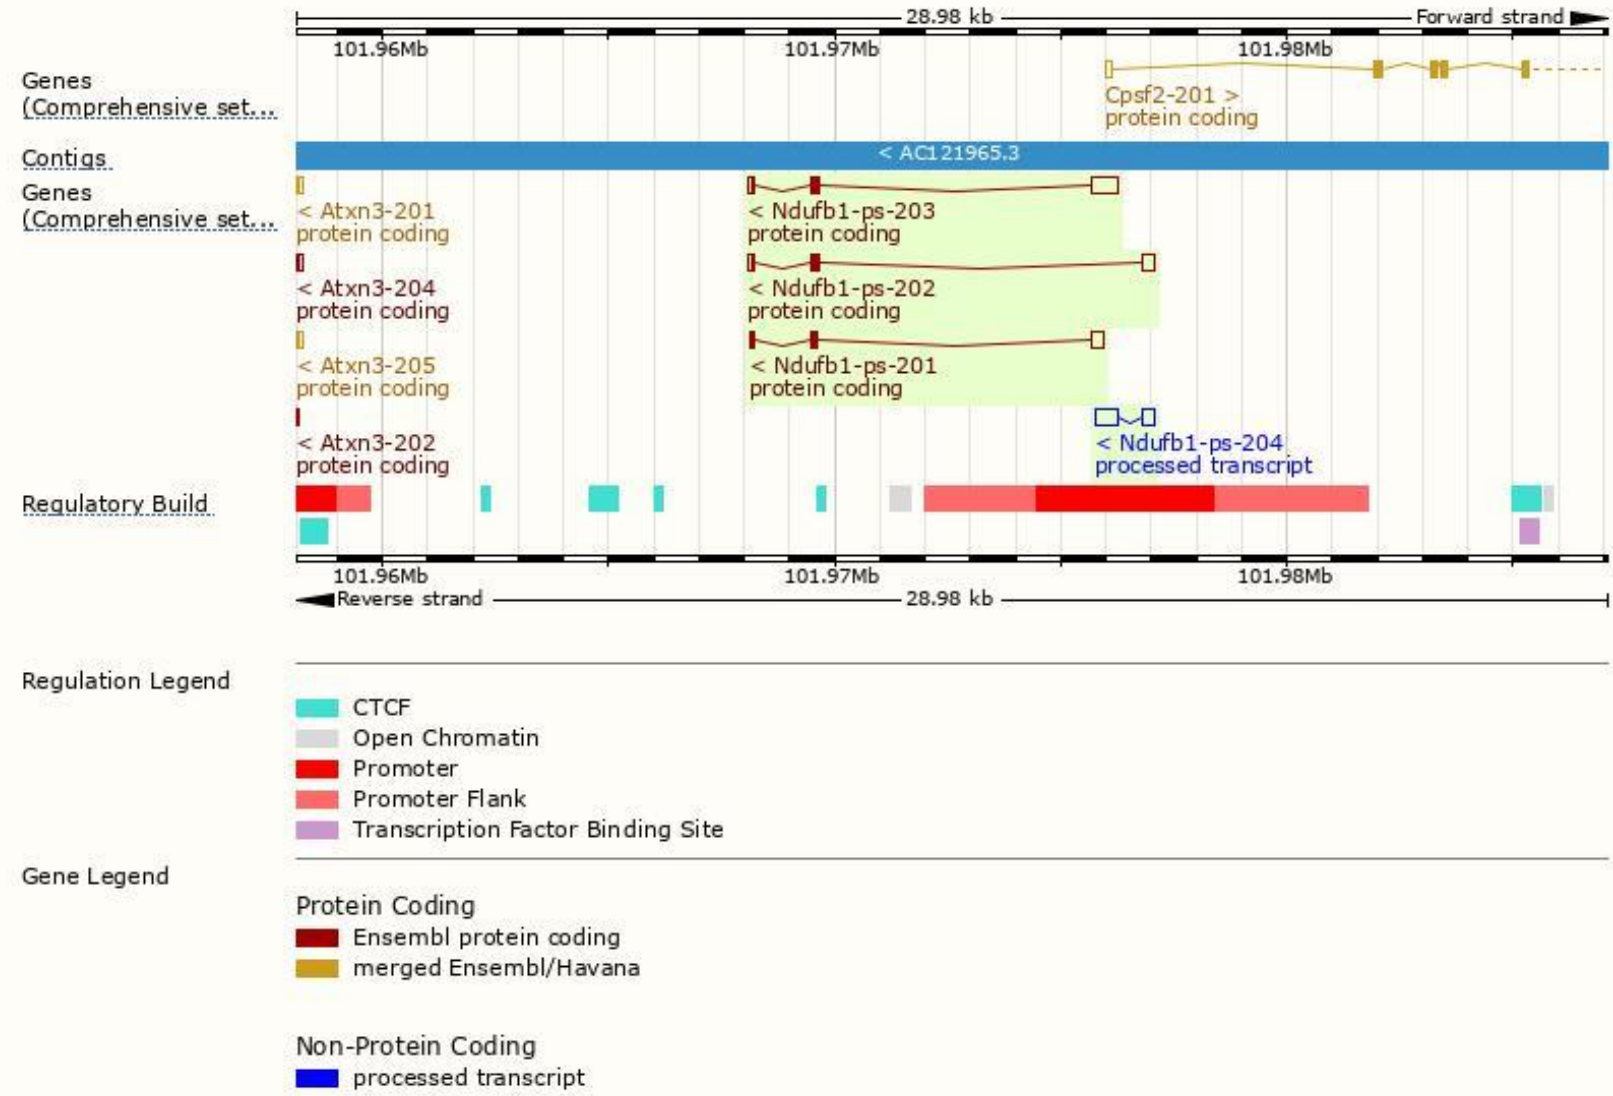 28.98 kb
Forward strand
101.96Mb 101.97Mb 101.98Mb
Genes
(Comprehensive set...
Cpsf2-201 >
protein coding
Contigs
< AC121965.3
Genes
(Comprehensive set...
< Atxn3-201
protein coding
< Ndufb1-ps-203
protein coding
< Atxn3-204
protein coding
< Ndufb1-ps-202
protein coding
< Atxn3-205
protein coding
< Ndufb1-ps-201
protein coding
< Atxn3-202
protein coding
< Ndufb1-ps-204
processed transcript
Regulatory Build
101.96Mb 101.97Mb 101.98Mb
Reverse strand
28.98 kb
Regulation Legend
CTCF
Open Chromatin
Promoter
Promoter Flank
Transcription Factor Binding Site
Gene Legend
Protein Coding
Ensembl protein coding
merged Ensembl/Havana
Non-Protein Coding
processed transcript